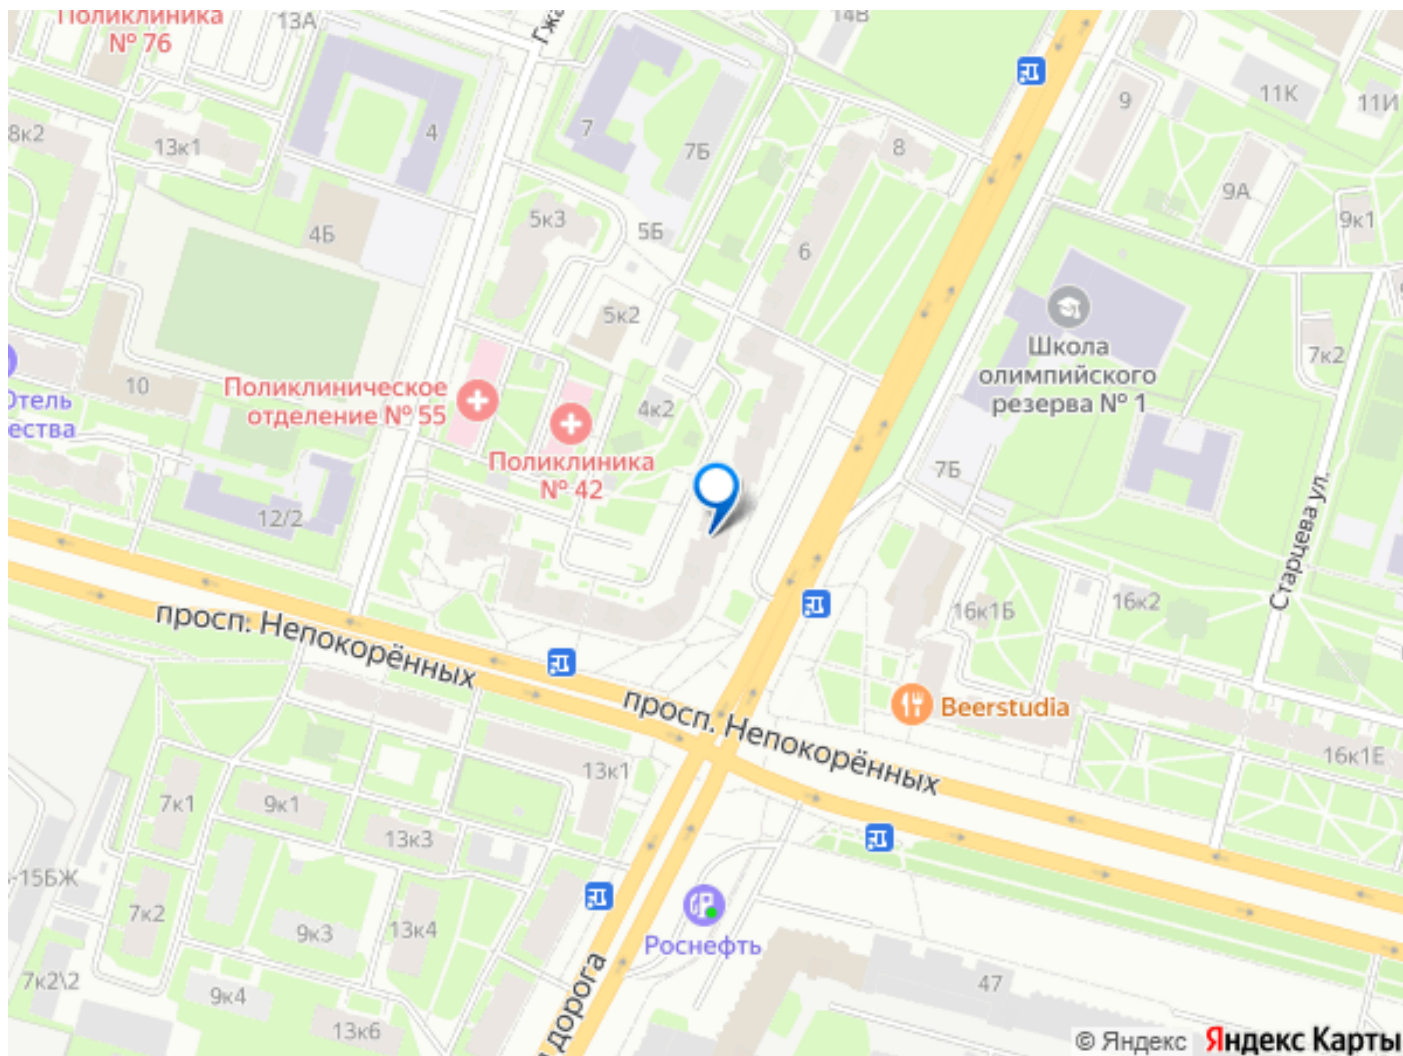 Поликлиника
№ 76
13А
14В
11К
11И
9
8к2
13к1
4
7
7Б
8
9А
9к1
4Б
5к3
5Б
6
5к2
Школа
олимпийского
резерва № 1
7к2
10
Поликлиническое
отделение № 55
4к2
Поликлиника
№ 42
7Б
12/2
Старцева ул.
16к1Б
16к2
просп. Непокорённых
просп. Непокорённых
Beerstudia
16к1Е
13к1
7к1
9к1
13к3
-15БЖ
7к2
9к3
13к4
Роснефть
7к2\2
9к4
13к6
дорога
47
© Яндекс Яндекс Карты